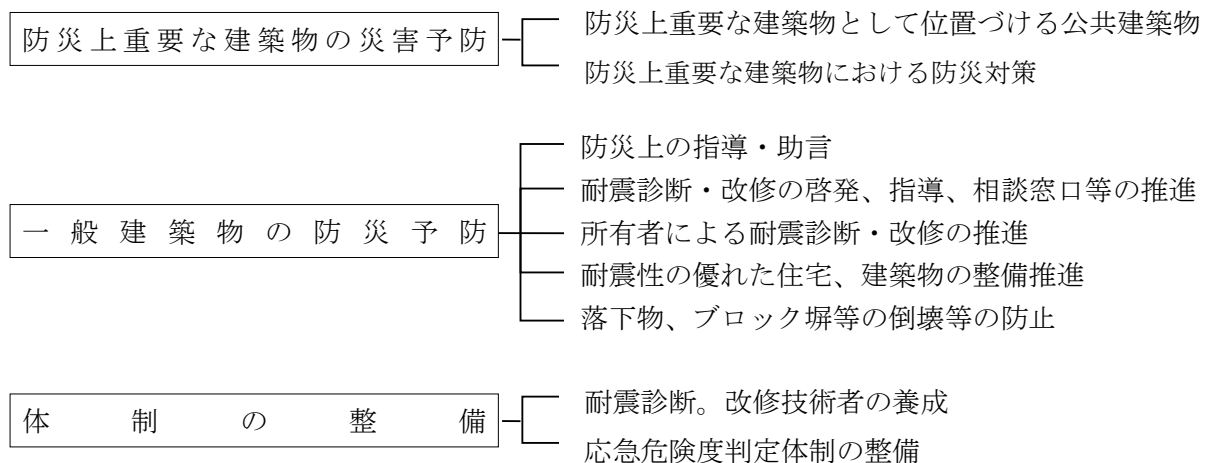 防災上重要な建築物の災害予防
防災上重要な建築物として位置づける公共建築物
防災上重要な建築物における防災対策
一般建築物の防災予防
防災上の指導・助言
耐震診断・改修の啓発、指導、相談窓口等の推進
所有者による耐震診断・改修の推進
耐震性の優れた住宅、建築物の整備推進
落下物、ブロック塀等の倒壊等の防止
体制の整備
耐震診断。改修技術者の養成
応急危険度判定体制の整備